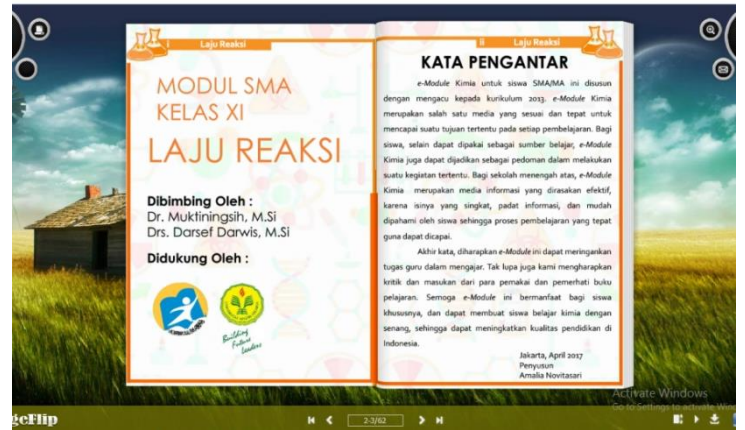 i Laju Reaksi
MODUL SMA
KELAS XI
LAJU REAKSI
Dibimbing Oleh :
Dr. Muktiningsih, M.Si
Drs. Darsef Darwis, M.Si
Didukung Oleh :
Building
Future
Leaders
ii Laju Reaksi
KATA PENGANTAR
e-Module Kimia untuk siswa SMA/MA ini disusun
dengan mengacu kepada kurikulum 2013. e-Module Kimia
merupakan salah satu media yang sesuai dan tepat untuk
mencapai suatu tujuan tertentu pada setiap pembelajaran. Bagi
siswa, selain dapat dipakai sebagai sumber belajar, e-Module
Kimia juga dapat dijadikan sebagai pedoman dalam melakukan
suatu kegiatan tertentu. Bagi sekolah menengah atas, e-Module
Kimia merupakan media informasi yang dirasakan efektif,
karena isinya yang singkat, padat informasi, dan mudah
dipahami oleh siswa sehingga proses pembelajaran yang tepat
guna dapat dicapai.
Akhir kata, diharapkan e-Module ini dapat meringankan
tugas guru dalam mengajar. Tak lupa juga kami mengharapkan
kritik dan masukan dari para pemakai dan pemerhati buku
pelajaran. Semoga e-Module ini bermanfaat bagi siswa
khususnya, dan dapat membuat siswa belajar kimia dengan
senang, sehingga dapat meningkatkan kualitas pendidikan di
Indonesia.
Jakarta, April 2017
Penyusun
Amalia Novitasari
Activate Windows
Go to Settings to activate Win
geFlip
2-3/62